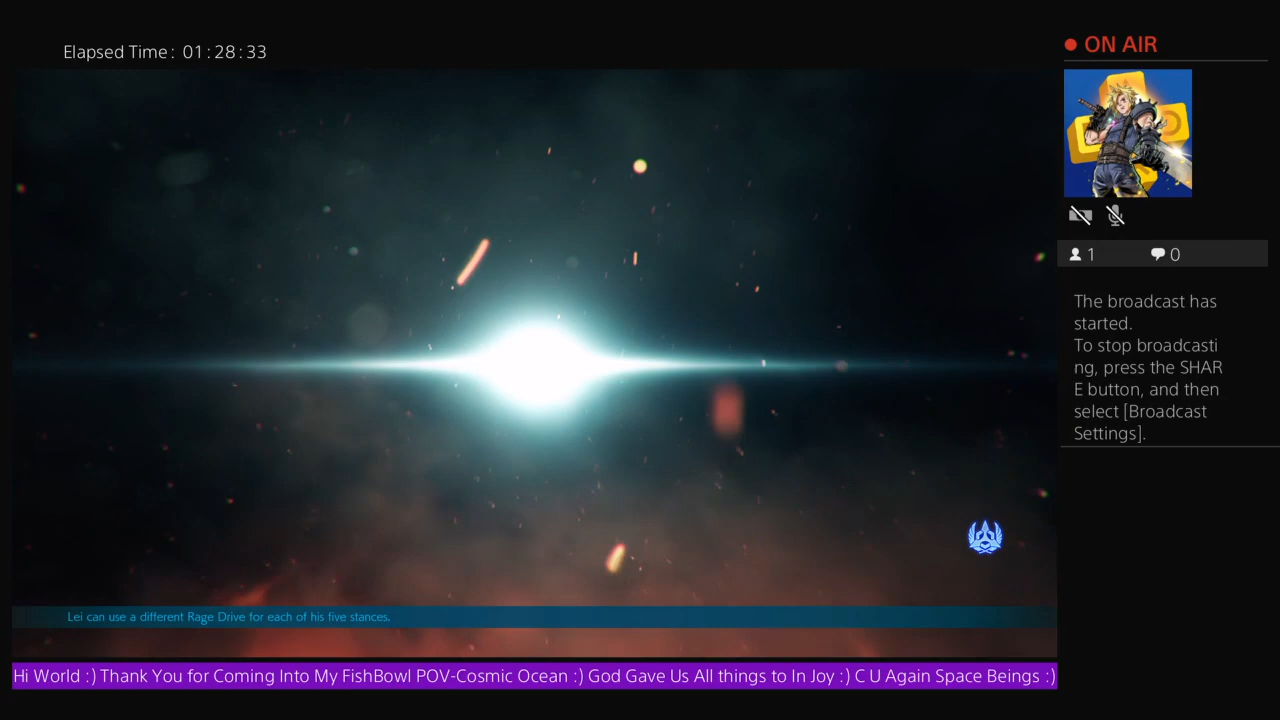 Elapsed Time: 01:28:33
ON AIR
1
0
The broadcast has
started.
To stop broadcasti
ng, press the SHAR
E button, and then
select [Broadcast
Settings].
Lei can use a different Rage Drive for each of his five stances.
Hi World :) Thank You for Coming Into My FishBowl POV-Cosmic Ocean :) God Gave Us All things to In Joy :) C U Again Space Beings :)